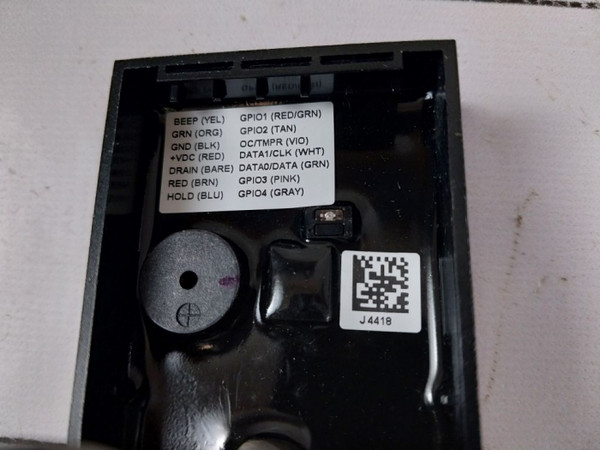 BEEP (YEL) GPIO1 (RED/GRN)
GRN (ORG) GPIO2 (TAN)
GND (BLK) OC/TMPR (VIO)
+VDC (RED) DATA1/CLK (WHT)
DRAIN (BARE) DATA0/DATA (GRN)
RED (BRN) GPIO3 (PINK)
HOLD (BLU) GPIO4 (GRAY)
J4418